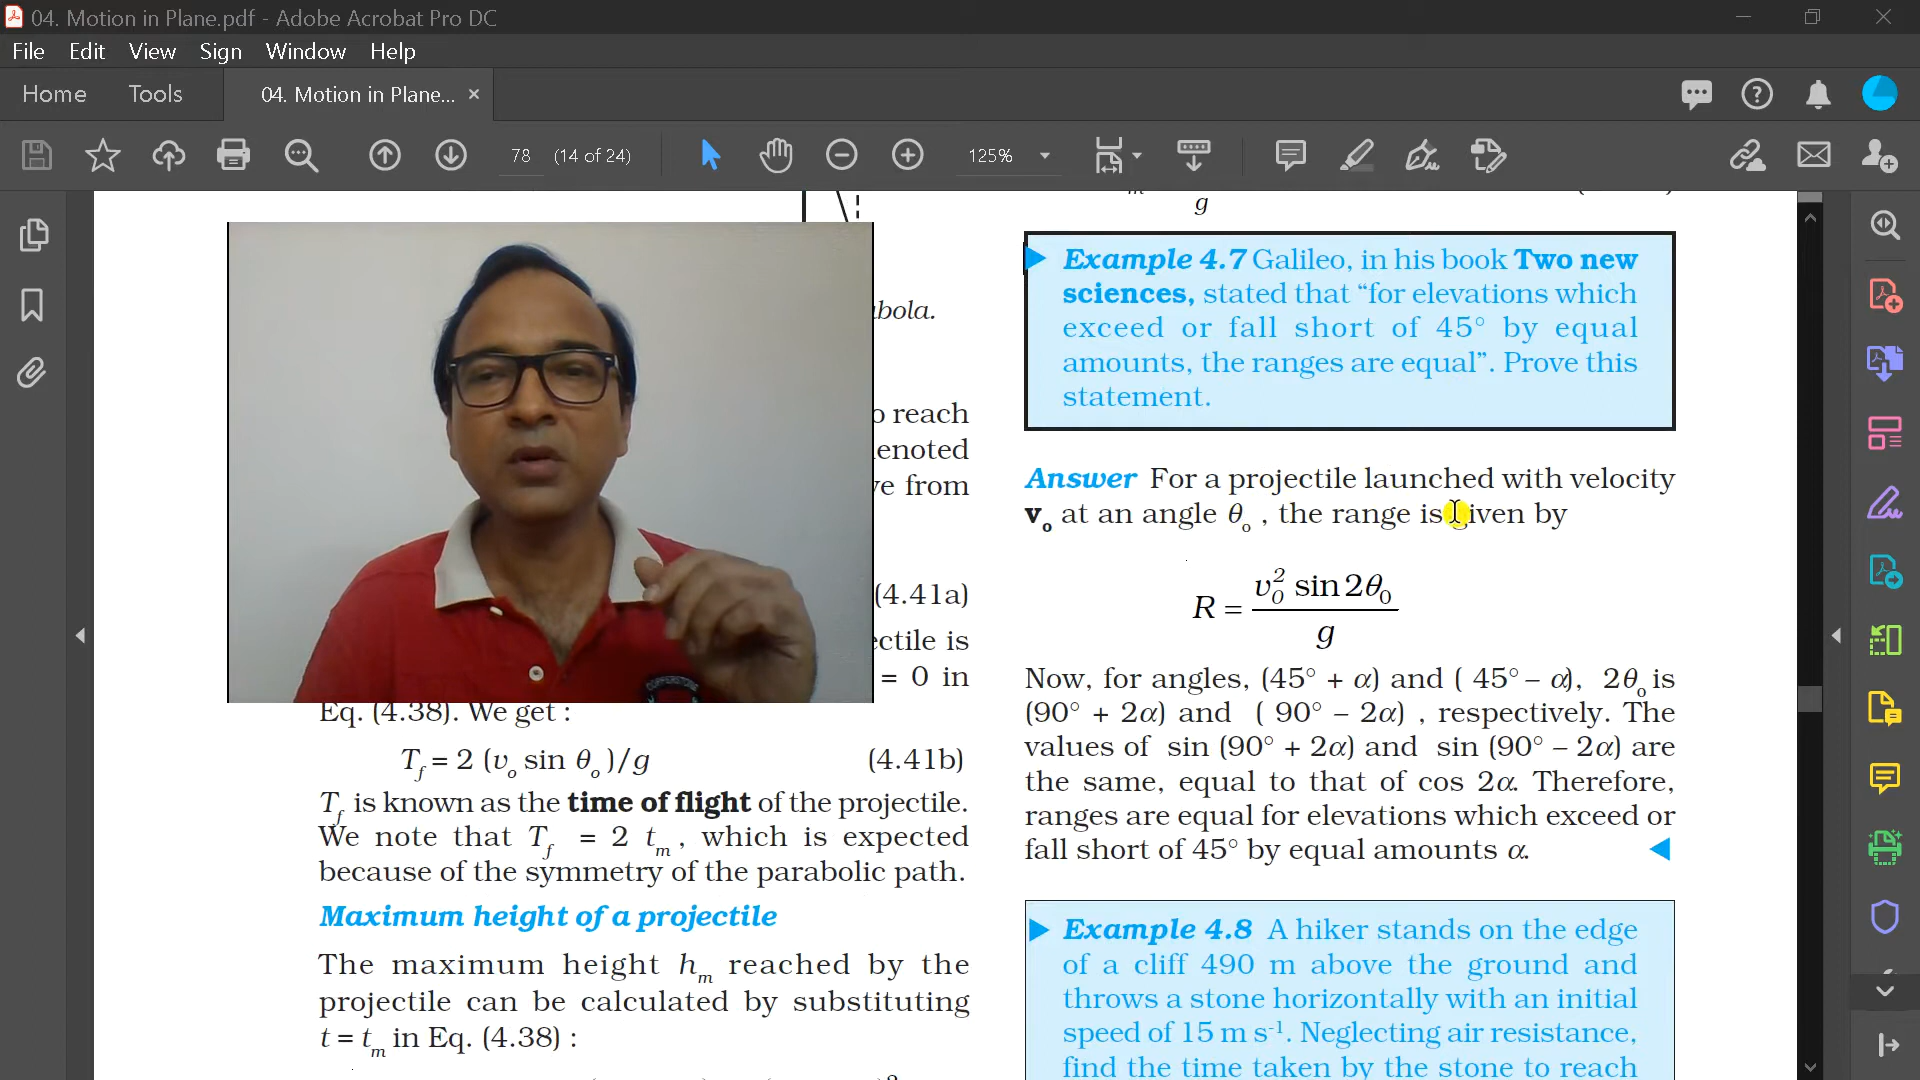 04. Motion in Plane.pdf - Adobe Acrobat Pro DC
File Edit View Sign Window Help
Home Tools 04. Motion in Plane... ×
78 (14 of 24) 125%
g
bola.
o reach
enoted
ve from
(4.41a)
ectile is
= 0 in
Eq. (4.38). We get :
T_f = 2 (v_o sin θ_o)/g (4.41b)
T_f is known as the time of flight of the projectile.
We note that T_f = 2 t_m, which is expected
because of the symmetry of the parabolic path.
Maximum height of a projectile
The maximum height h_m reached by the
projectile can be calculated by substituting
t = t_m in Eq. (4.38) :
Example 4.7 Galileo, in his book Two new
sciences, stated that “for elevations which
exceed or fall short of 45° by equal
amounts, the ranges are equal”. Prove this
statement.
Answer For a projectile launched with velocity
v_o at an angle θ_o , the range is given by
R = v_0^2 sin 2θ_0 / g
Now, for angles, (45° + α) and ( 45° – α), 2θ_o is
(90° + 2α) and ( 90° – 2α) , respectively. The
values of sin (90° + 2α) and sin (90° – 2α) are
the same, equal to that of cos 2α. Therefore,
ranges are equal for elevations which exceed or
fall short of 45° by equal amounts α.
Example 4.8 A hiker stands on the edge
of a cliff 490 m above the ground and
throws a stone horizontally with an initial
speed of 15 m s⁻¹. Neglecting air resistance,
find the time taken by the stone to reach